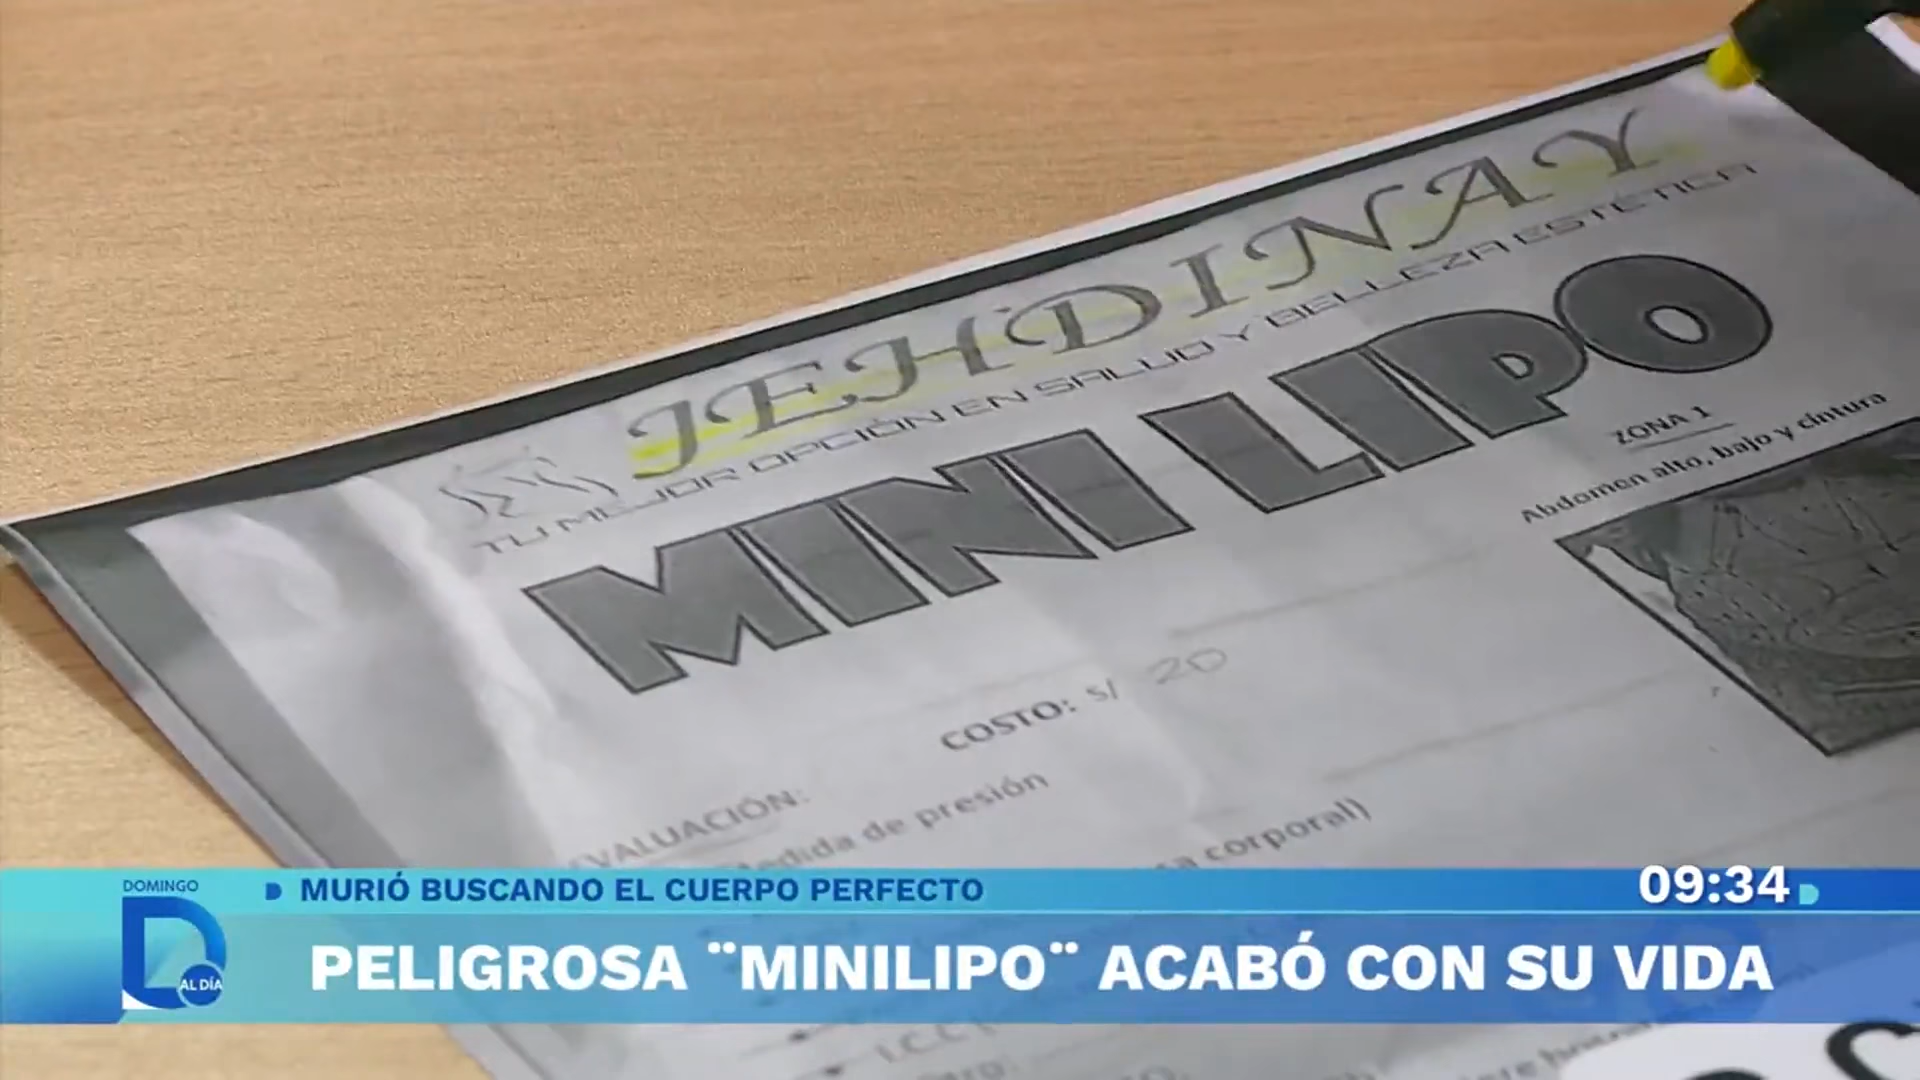 JEHDINAY
TU MEJOR OPCIÓN EN SALUD Y BELLEZA ESTÉTICA
MINI LIPO
ZONA 1
Abdomen alto, bajo y cintura
COSTO: S/ 20
EVALUACIÓN:
Medida de presión
corporal)
I.C.C
DOMINGO
AL DÍA
MURIÓ BUSCANDO EL CUERPO PERFECTO
09:34
PELIGROSA ¨MINILIPO¨ ACABÓ CON SU VIDA